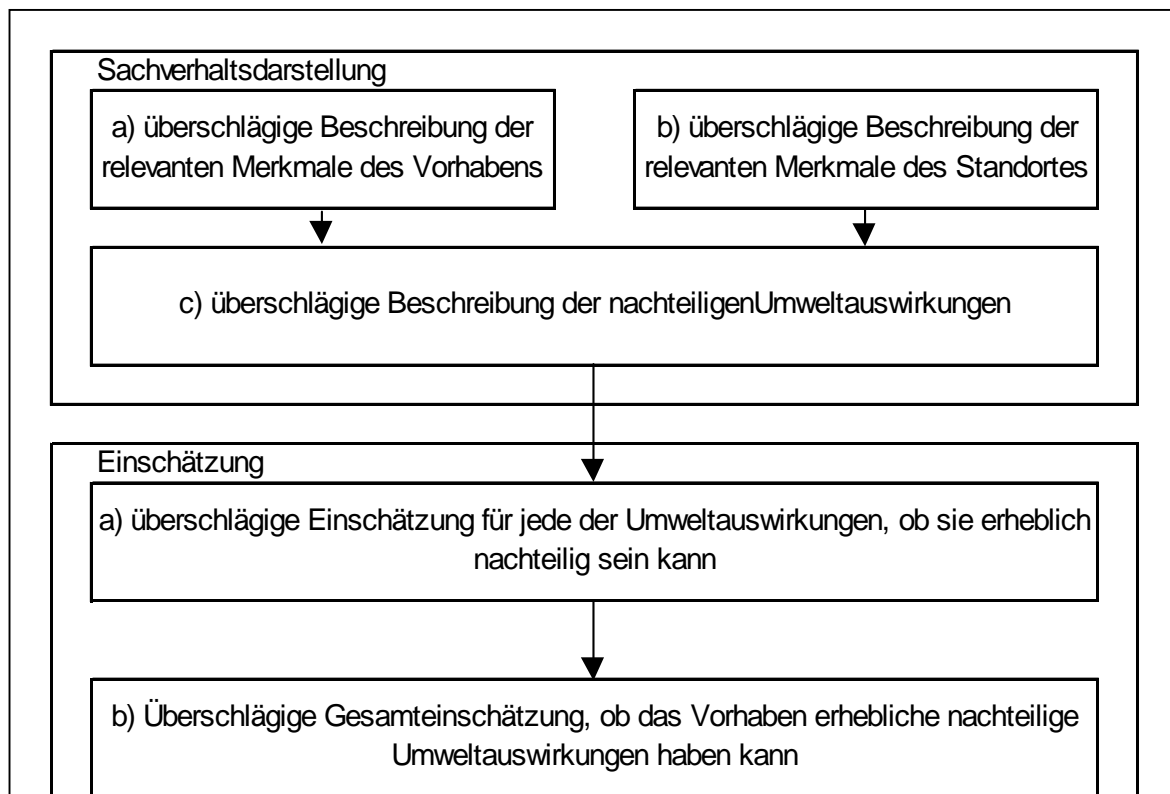 Sachverhaltsdarstellung
a) überschlägige Beschreibung der
relevanten Merkmale des Vorhabens
b) überschlägige Beschreibung der
relevanten Merkmale des Standortes
c) überschlägige Beschreibung der nachteiligenUmweltauswirkungen
Einschätzung
a) überschlägige Einschätzung für jede der Umweltauswirkungen, ob sie erheblich
nachteilig sein kann
b) Überschlägige Gesamteinschätzung, ob das Vorhaben erhebliche nachteilige
Umweltauswirkungen haben kann